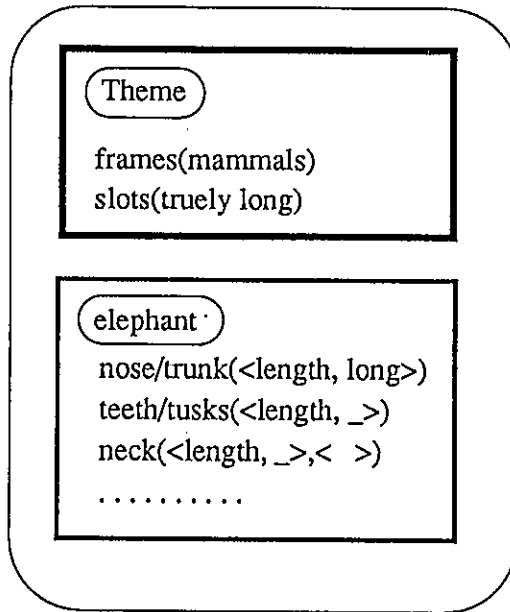 Theme
frames(mammals)
slots(truely long)
elephant
nose/trunk(<length, long>)
teeth/tusks(<length, _>)
neck(<length, _>,< >)
. . . . . . . . . .